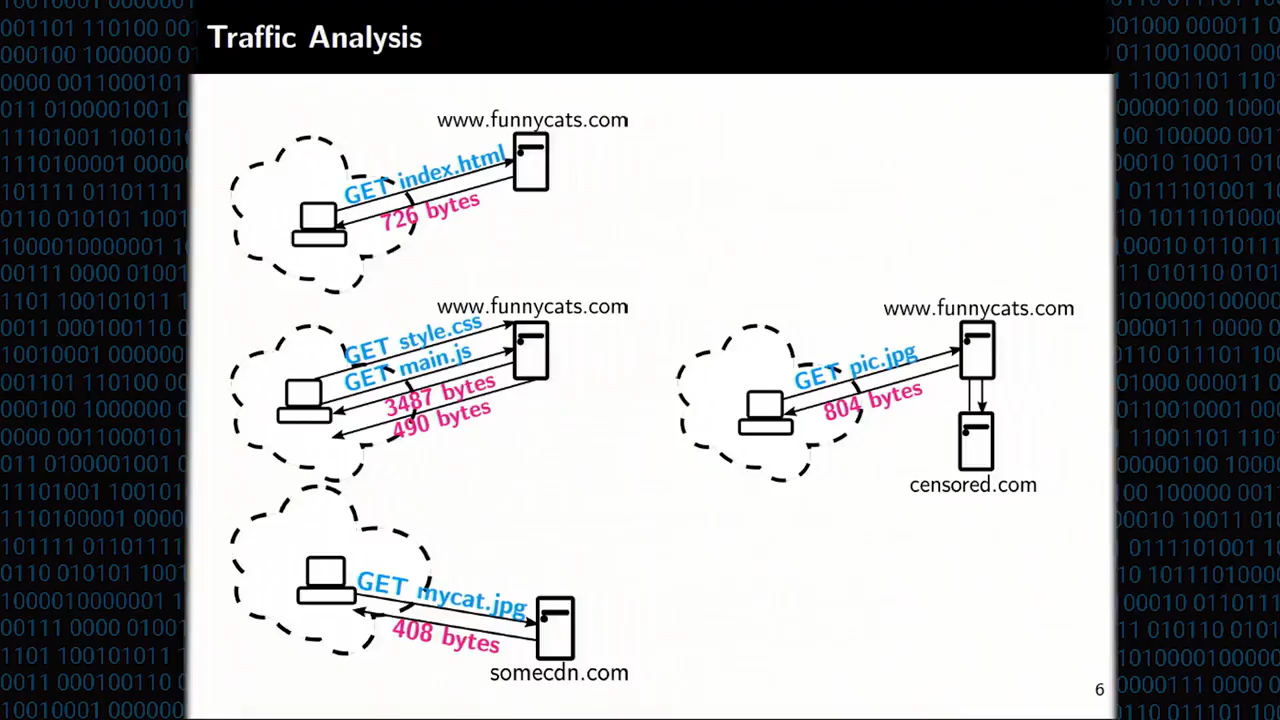 Traffic Analysis
www.funnycats.com
GET index.html
726 bytes
www.funnycats.com
GET style.css
GET main.js
3487 bytes
490 bytes
www.funnycats.com
GET pic.jpg
804 bytes
censored.com
GET mycat.jpg
408 bytes
somecdn.com
6